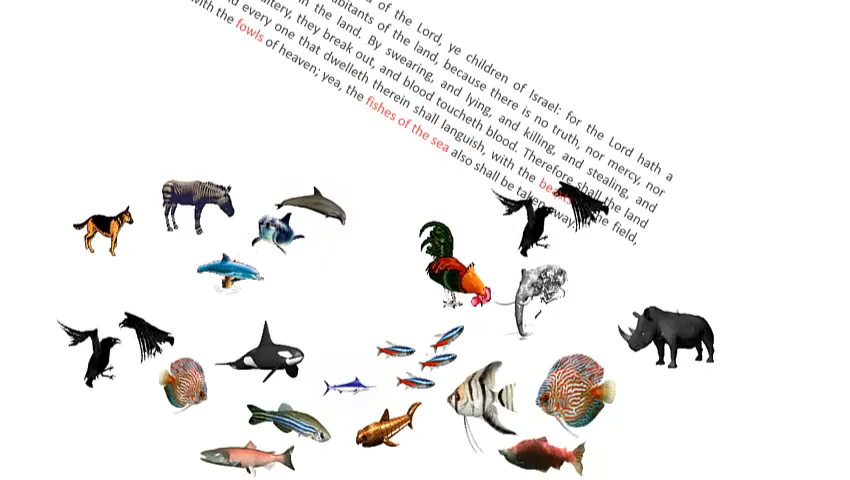 of the Lord, ye children of Israel: for the Lord hath a
of the land, because there is no truth, nor mercy, nor
in the land. By swearing, and lying, and killing, and stealing, and
they break out, and blood toucheth blood. Therefore shall the land
every one that dwelleth therein shall languish, with the field,
with the fowls of heaven; yea, the fishes of the sea also shall be taken away.